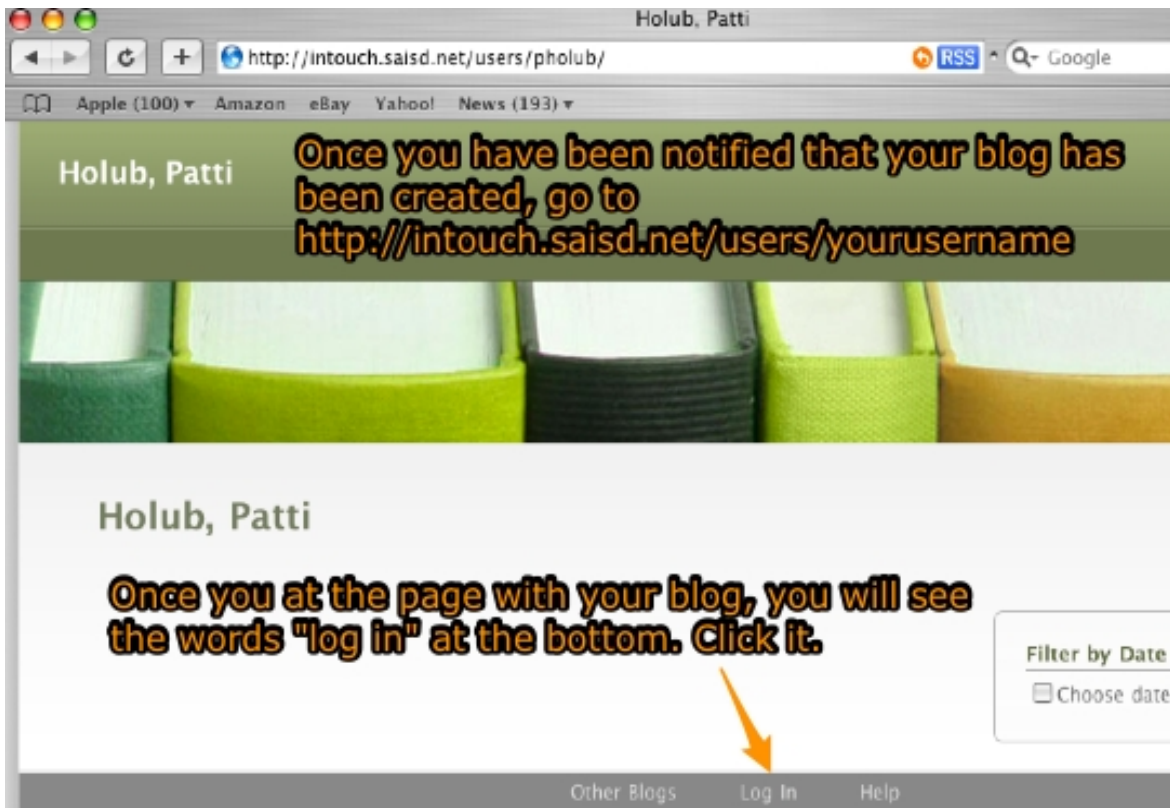 Holub, Patti
http://intouch.saisd.net/users/pholub/
RSS
Google
Apple (100)
Amazon
eBay
Yahoo!
News (193)
Holub, Patti
Once you have been notified that your blog has
been created, go to
http://intouch.saisd.net/users/yourusername
Holub, Patti
Once you at the page with your blog, you will see
the words "log in" at the bottom. Click it.
Filter by Date
Choose date
Other Blogs
Log In
Help